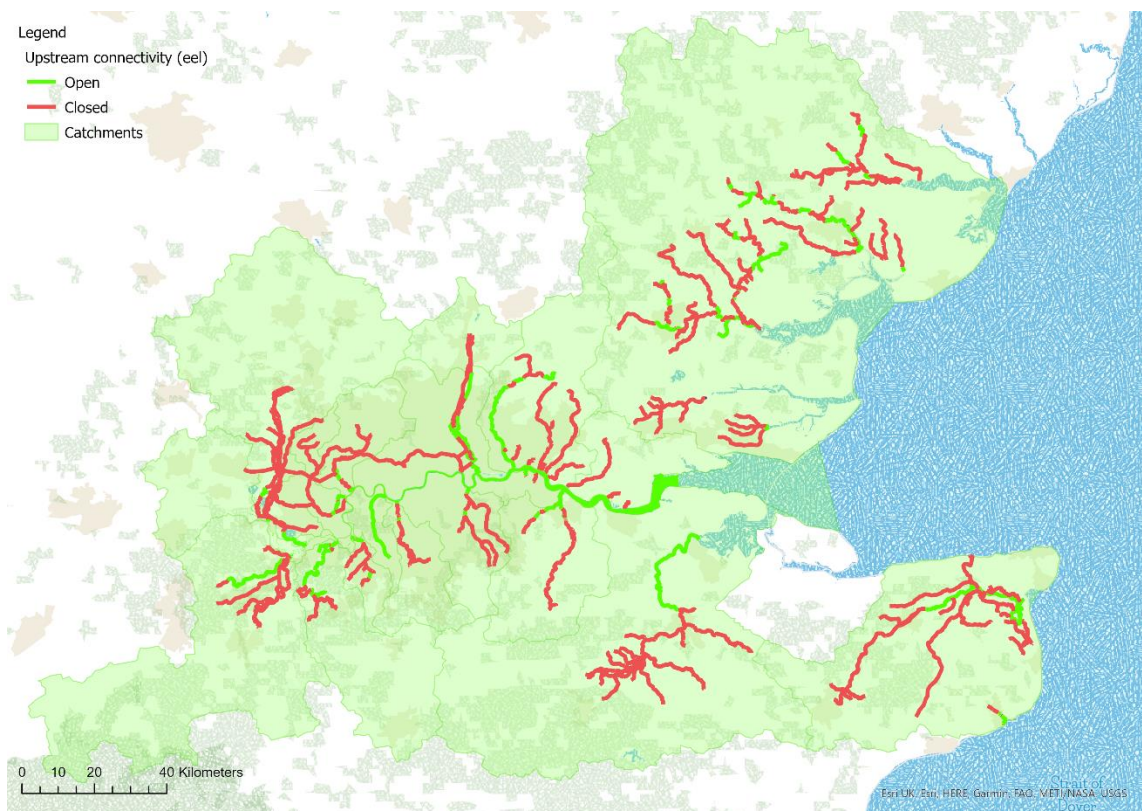 Legend
Upstream connectivity (eel)
Open
Closed
Catchments
0 10 20 40 Kilometers
Strait of
Esri UK, Esri, HERE, Garmin, FAO, METI/NASA, USGS